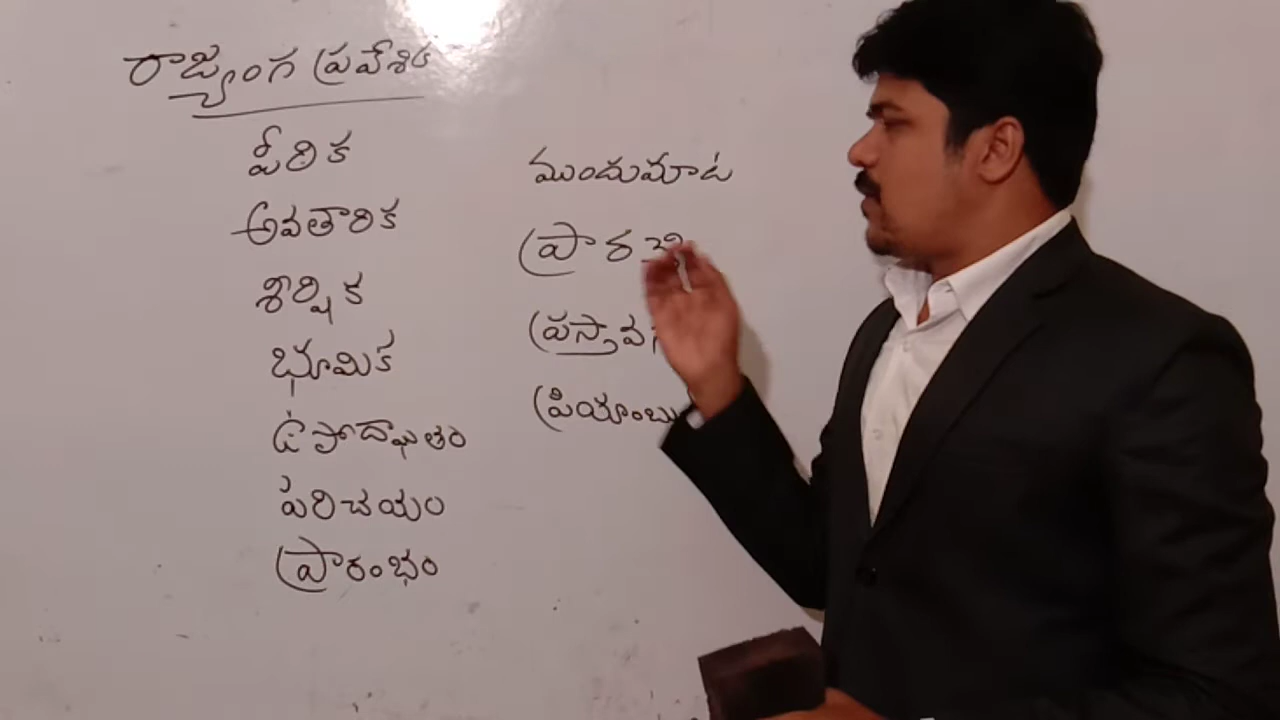 రాజ్యంగ ప్రవేశిక
పీఠిక
అవతారిక
శీర్షిక
భూమిక
ఉపోద్ఘాతం
పరిచయం
ప్రారంభం
ముందుమాట